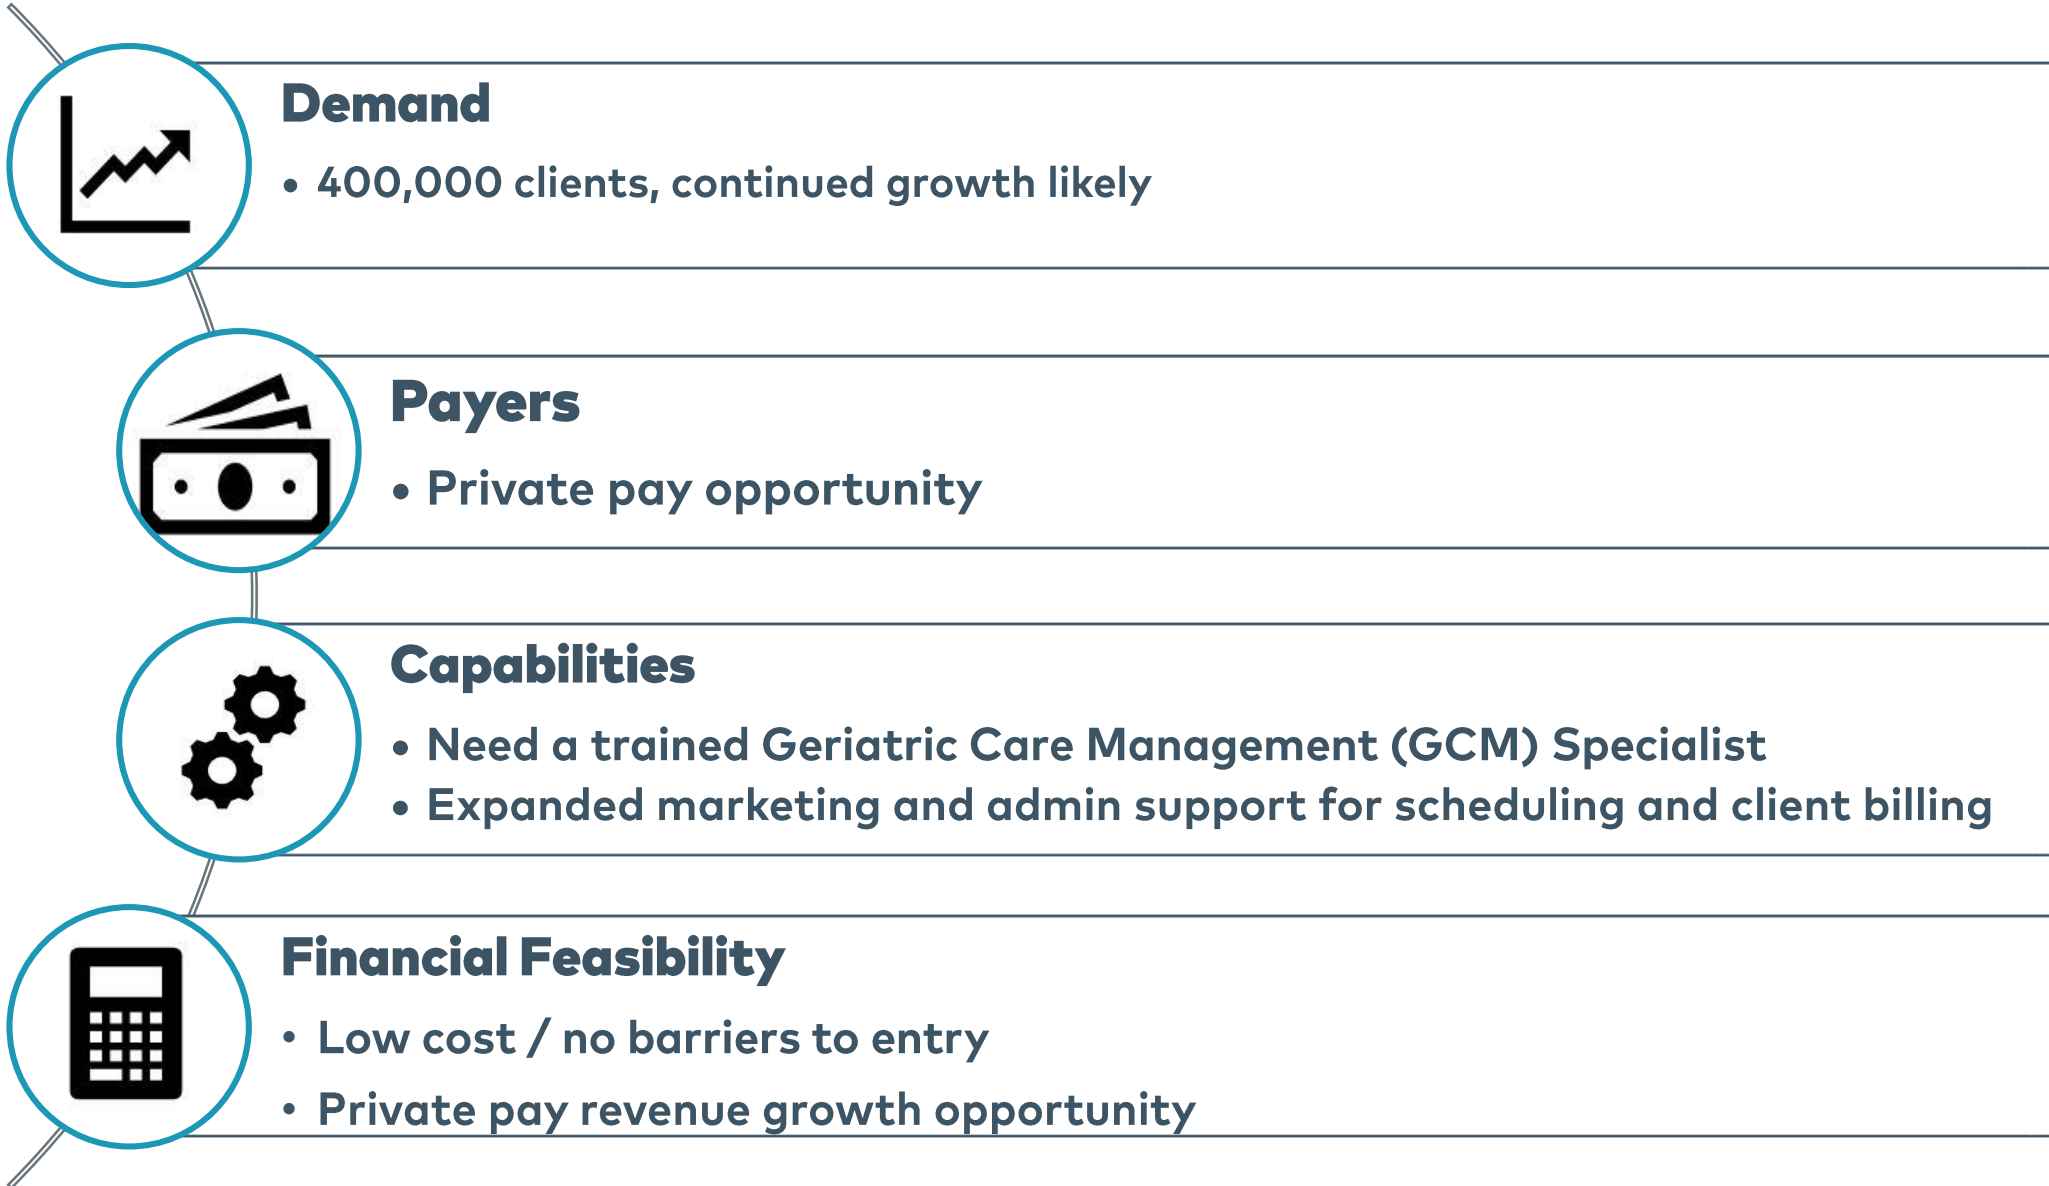 Demand
• 400,000 clients, continued growth likely
Payers
• Private pay opportunity
Capabilities
• Need a trained Geriatric Care Management (GCM) Specialist
• Expanded marketing and admin support for scheduling and client billing
Financial Feasibility
• Low cost / no barriers to entry
• Private pay revenue growth opportunity